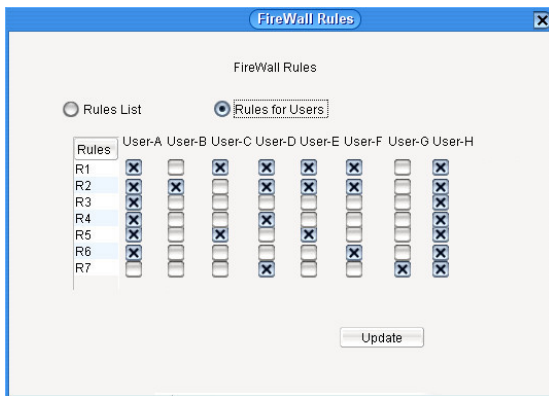 FireWall Rules
FireWall Rules
Rules List Rules for Users
Rules User-A User-B User-C User-D User-E User-F User-G User-H
R1
R2
R3
R4
R5
R6
R7
Update